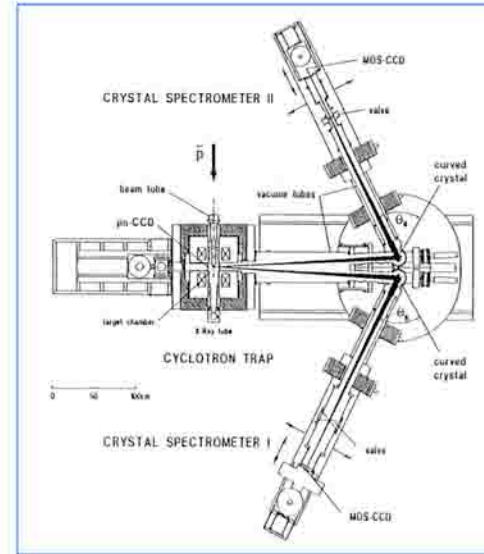 MOS-CCD
CRYSTAL SPECTROMETER II
valve
p̄
curved
crystal
beam tube
vacuum tubes
pn-CCD
Θ
target chamber
X Ray tube
CYCLOTRON TRAP
Θ
curved
crystal
0 50 100cm
CRYSTAL SPECTROMETER I
valve
MOS-CCD